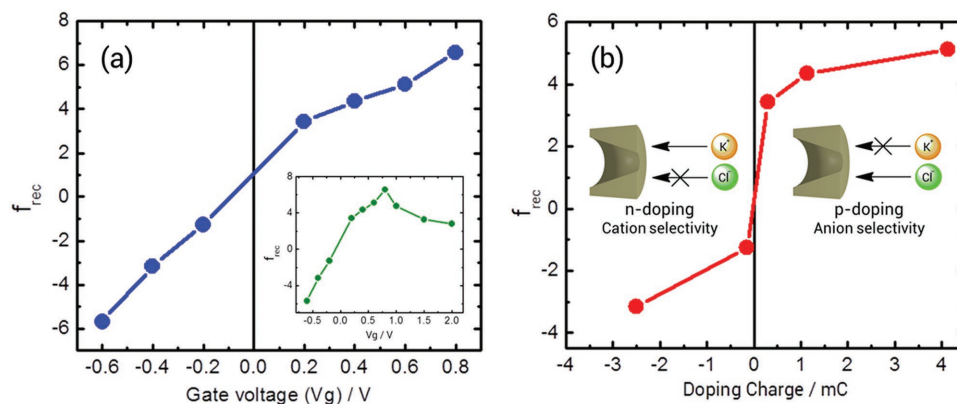 (a)
f_rec
8
6
4
2
0
-2
-4
-6
-0.6 -0.4 -0.2 0.0 0.2 0.4 0.6 0.8
Gate voltage (Vg) / V
f_rec
8
4
0
-4
-0.5 0.0 0.5 1.0 1.5 2.0
Vg / V
(b)
f_rec
6
4
2
0
-2
-4
-4 -3 -2 -1 0 1 2 3 4
Doping Charge / mC
K⁺
Cl⁻
n-doping
Cation selectivity
K⁺
Cl⁻
p-doping
Anion selectivity